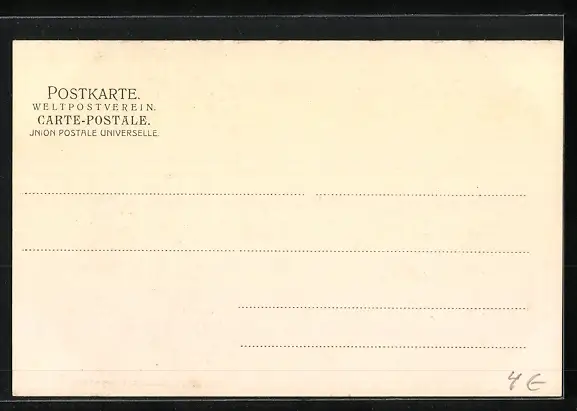 POSTKARTE.
WELTPOSTVEREIN.
CARTE-POSTALE.
UNION POSTALE UNIVERSELLE.
4 €